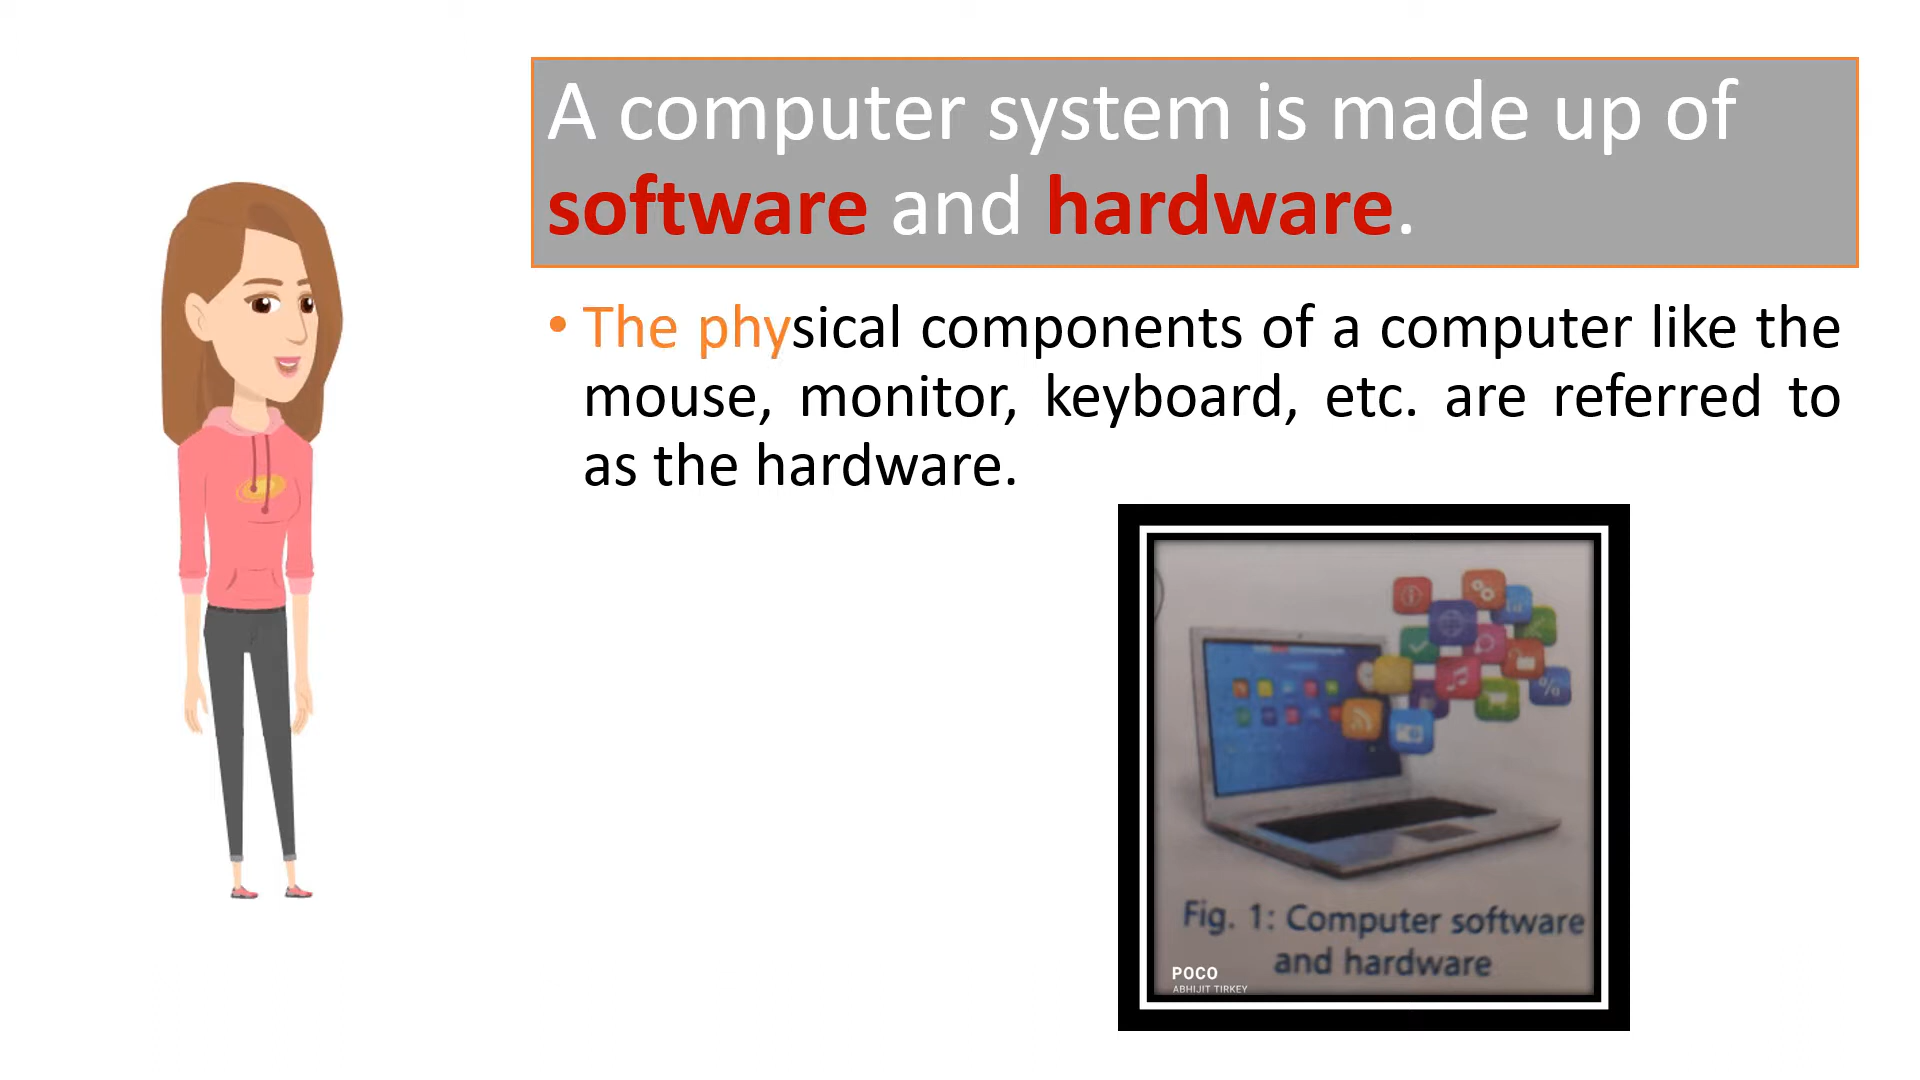 A computer system is made up of
software and hardware.
• The physical components of a computer like the
mouse, monitor, keyboard, etc. are referred to
as the hardware.
%
Fig. 1: Computer software
and hardware
POCO
ABHIJIT TIRKEY